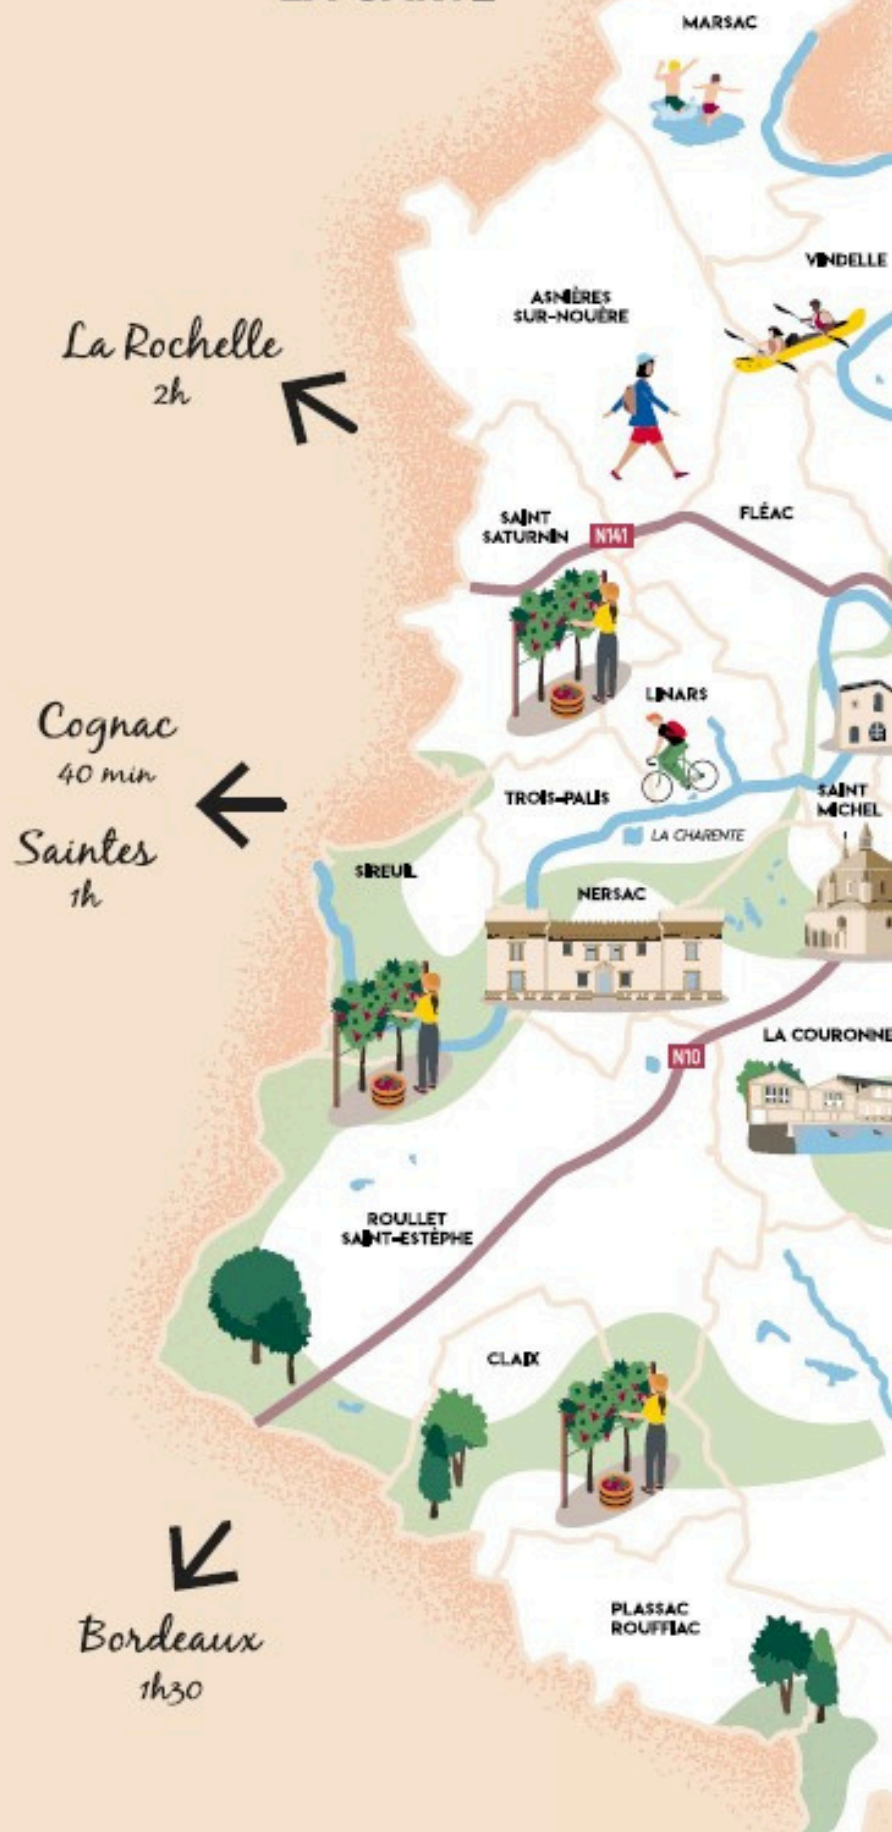 MARSAC
VINDELLE
ASNIÈRES
SUR-NOUÈRE
La Rochelle
2h
SAINT
SATURNIN
N141
FLÉAC
LINARS
Cognac
40 min
TROIS-PALIS
SAINT
MICHEL
LA CHARENTE
Saintes
1h
SIREUIL
NERSAC
LA COURONNE
N10
ROULLET
SAINT-ESTÈPHE
CLAIX
PLASSAC
ROUFFIAC
Bordeaux
1h30